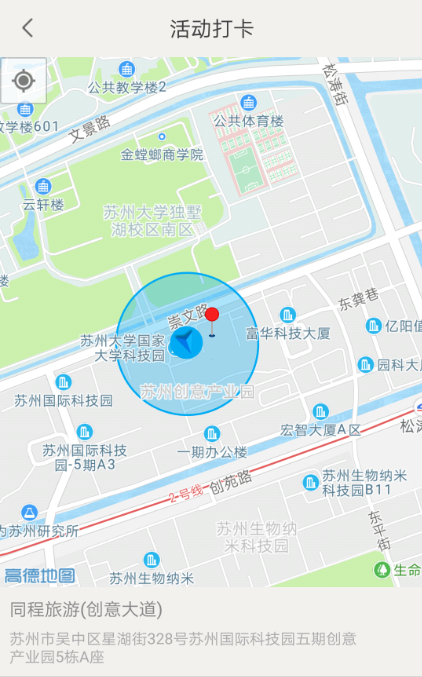 活动打卡
公共教学楼2
松涛街
文景路
教学楼601
公共体育楼
金螳螂商学院
云轩楼
苏州大学独墅
湖校区南区
楼
崇文路
东龚巷
苏州大学国家
大学科技园
富华科技大厦
亿阳值
园科大
苏州国际科技园
苏州创意产业园
宏智大厦A区
松涛
苏州国际科技
园-5期A3
一期办公楼
2号线
创苑路
苏州生物纳米
科技园B11
为苏州研究所
苏州生物纳
米科技园
东平街
高德地图
苏州生物纳米
生命
同程旅游(创意大道)
苏州市吴中区星湖街328号苏州国际科技园五期创意
产业园5栋A座